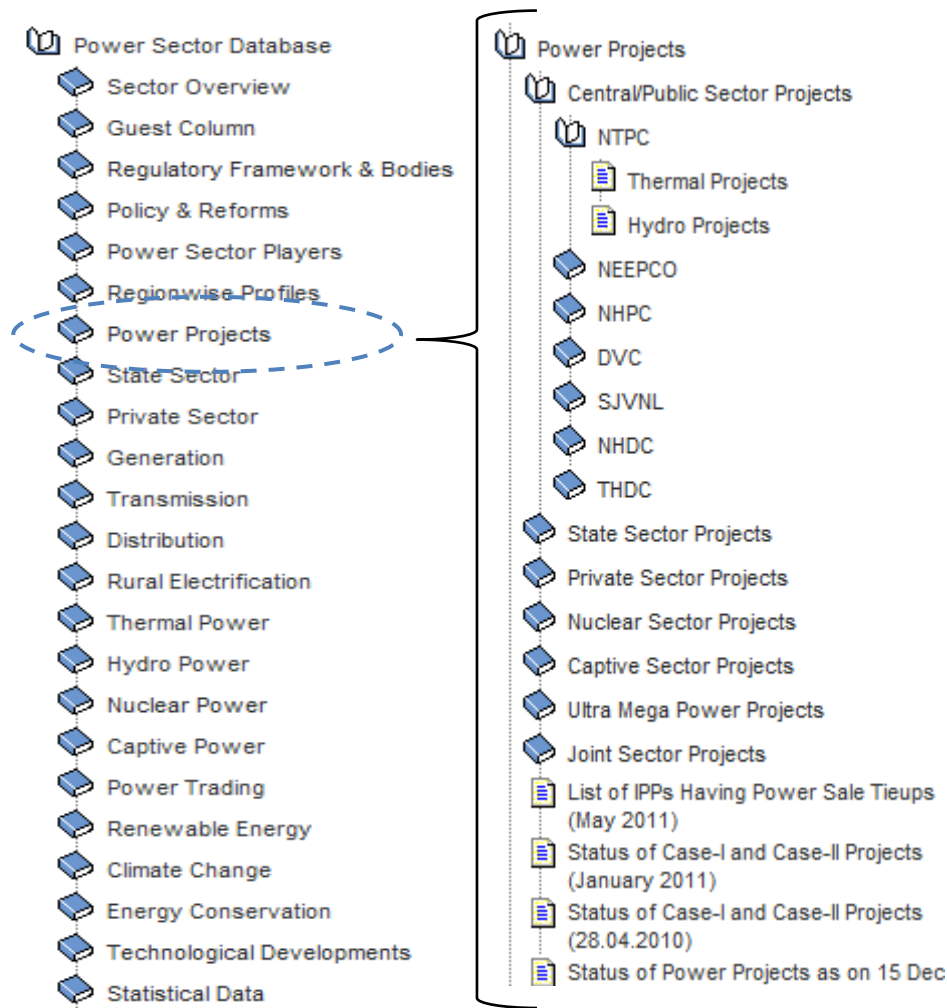 Power Sector Database
Sector Overview
Guest Column
Regulatory Framework & Bodies
Policy & Reforms
Power Sector Players
Regionwise Profiles
Power Projects
State Sector
Private Sector
Generation
Transmission
Distribution
Rural Electrification
Thermal Power
Hydro Power
Nuclear Power
Captive Power
Power Trading
Renewable Energy
Climate Change
Energy Conservation
Technological Developments
Statistical Data
Power Projects
Central/Public Sector Projects
NTPC
Thermal Projects
Hydro Projects
NEEPCO
NHPC
DVC
SJVNL
NHDC
THDC
State Sector Projects
Private Sector Projects
Nuclear Sector Projects
Captive Sector Projects
Ultra Mega Power Projects
Joint Sector Projects
List of IPPs Having Power Sale Tieups
(May 2011)
Status of Case-I and Case-II Projects
(January 2011)
Status of Case-I and Case-II Projects
(28.04.2010)
Status of Power Projects as on 15 Dec